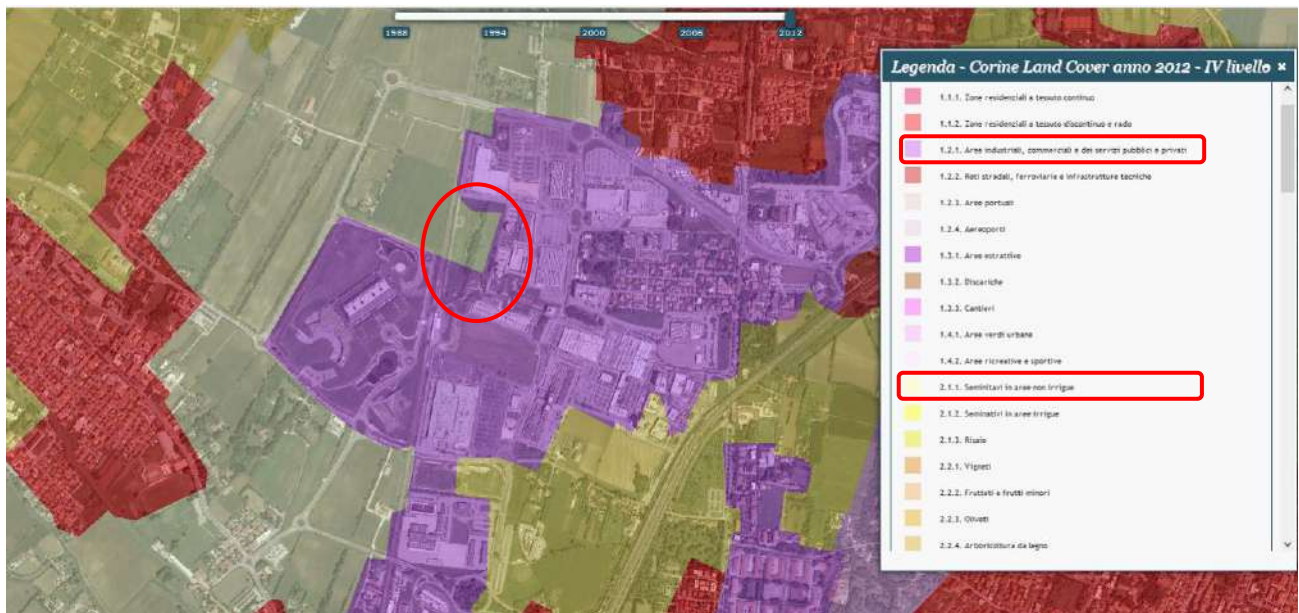 1988 1994 2000 2006 2012
Legenda - Corine Land Cover anno 2012 - IV livello ×
1.1.1. Zone residenziali a tessuto continuo
1.1.2. Zone residenziali a tessuto discontinuo e rado
1.2.1. Aree industriali, commerciali e dei servizi pubblici e privati
1.2.2. Reti stradali, ferroviarie e infrastrutture tecniche
1.2.3. Aree portuali
1.2.4. Aeroporti
1.3.1. Aree estrattive
1.3.2. Discariche
1.3.3. Cantieri
1.4.1. Aree verdi urbane
1.4.2. Aree ricreative e sportive
2.1.1. Seminitavi in aree non irrigue
2.1.2. Seminativi in aree irrigue
2.1.3. Risaie
2.2.1. Vigneti
2.2.2. Frutteti e frutti minori
2.2.3. Oliveti
2.2.4. Arboricoltura da legno